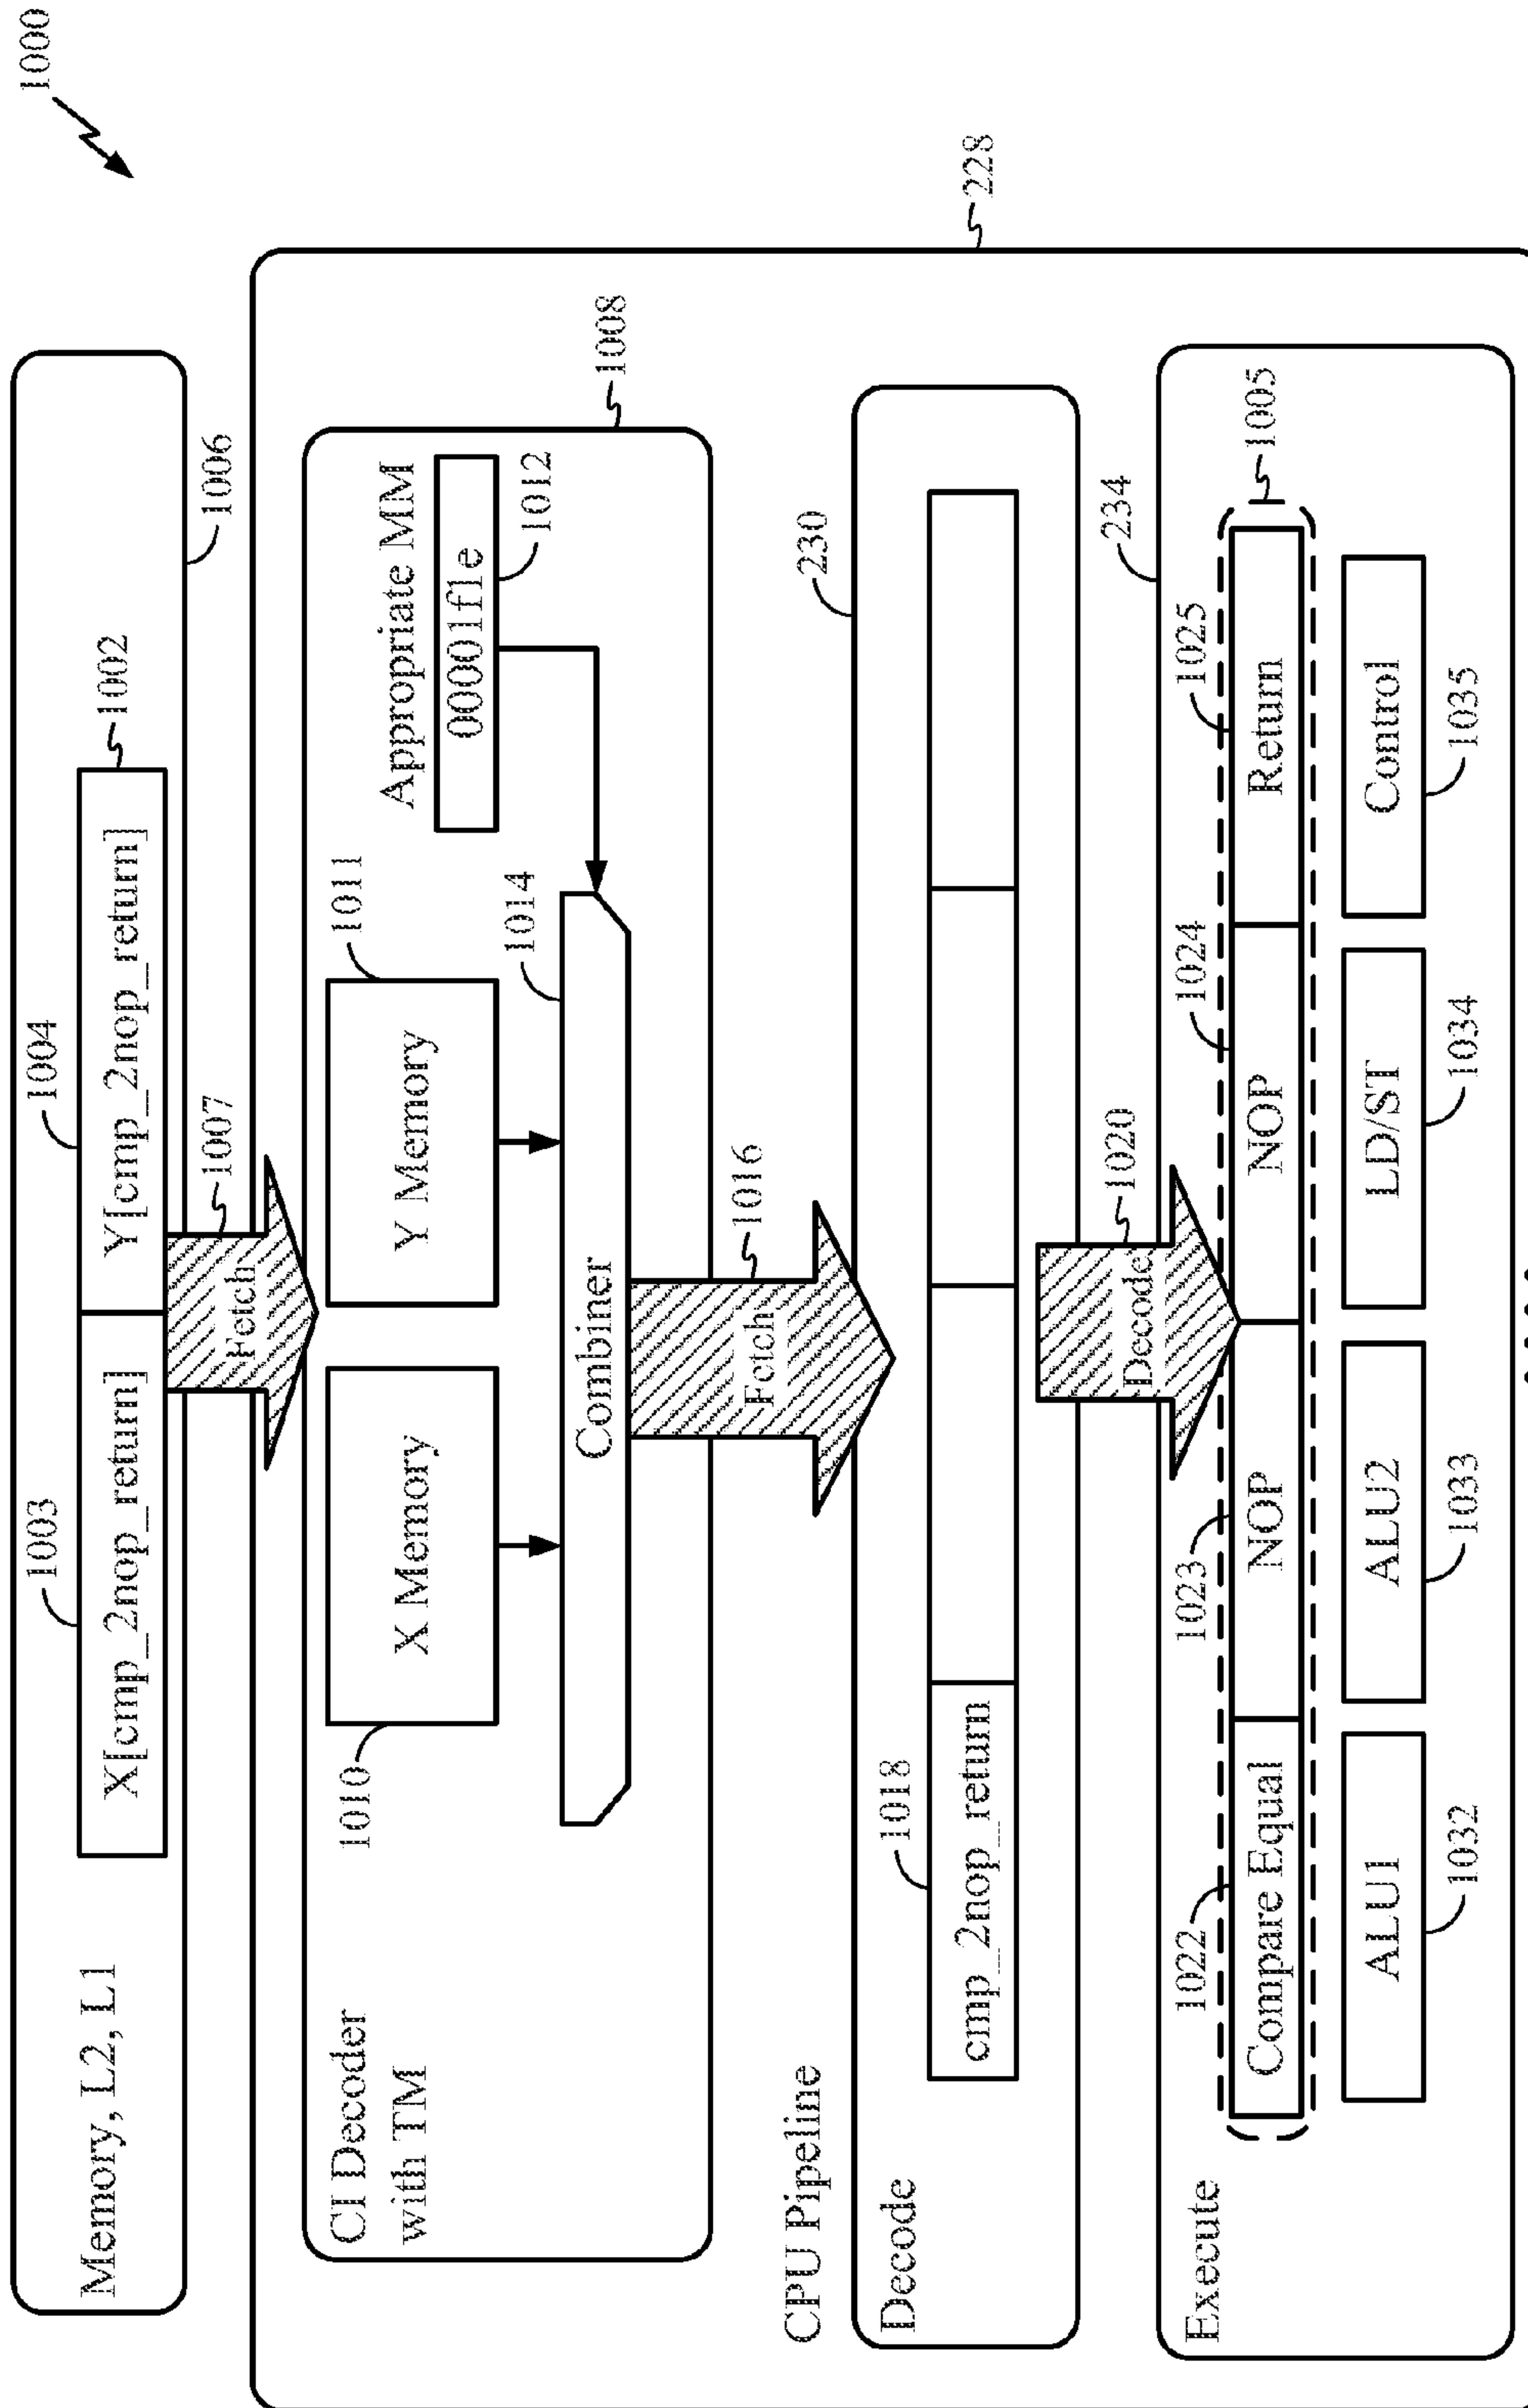 1000
Memory, L2, L1
1003
1004
X[cmp_2nop_return]
Y[cmp_2nop_return]
1002
1006
Fetch
1007
228
CI Decoder
with TM
1008
1010
X Memory
Y Memory
1011
Appropriate MM
00001f1e
1012
Combiner
1014
CPU Pipeline
Fetch
1016
Decode
230
1018
cmp_2nop_return
Decode
1020
Execute
234
1022
1023
1024
1025
Compare Equal
NOP
NOP
Return
1005
ALU1
ALU2
LD/ST
Control
1032
1033
1034
1035